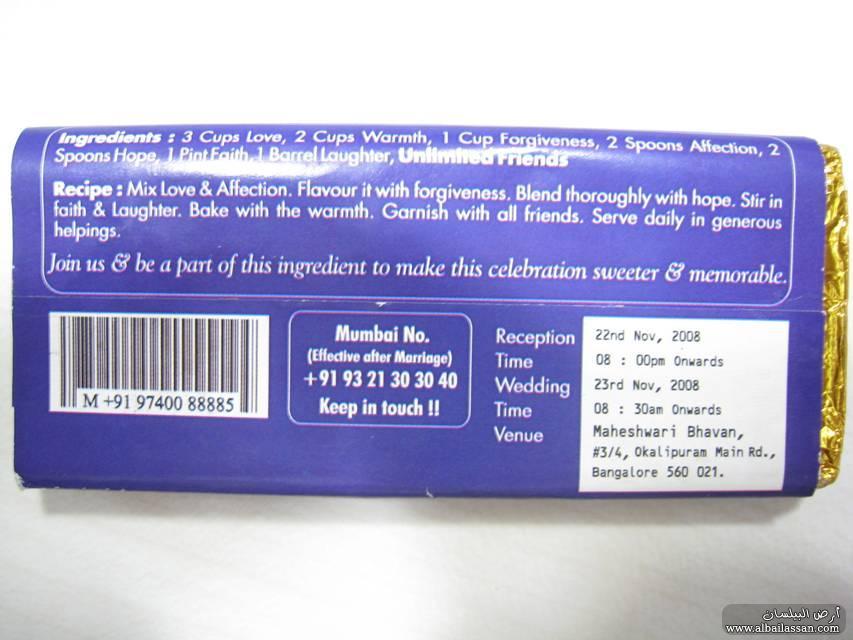 Ingredients : 3 Cups Love, 2 Cups Warmth, 1 Cup Forgiveness, 2 Spoons Affection, 2
Spoons Hope, 1 Pint Faith, 1 Barrel Laughter, Unlimited Friends
Recipe : Mix Love & Affection. Flavour it with forgiveness. Blend thoroughly with hope. Stir in
faith & Laughter. Bake with the warmth. Garnish with all friends. Serve daily in generous
helpings.
Join us & be a part of this ingredient to make this celebration sweeter & memorable.
M +91 97400 88885
Mumbai No.
(Effective after Marriage)
+91 93 21 30 30 40
Keep in touch !!
Reception 22nd Nov, 2008
Time 08 : 00pm Onwards
Wedding 23rd Nov, 2008
Time 08 : 30am Onwards
Venue Maheshwari Bhavan,
#3/4, Okalipuram Main Rd.,
Bangalore 560 021.
أرض البيلسان
www.albailassan.com